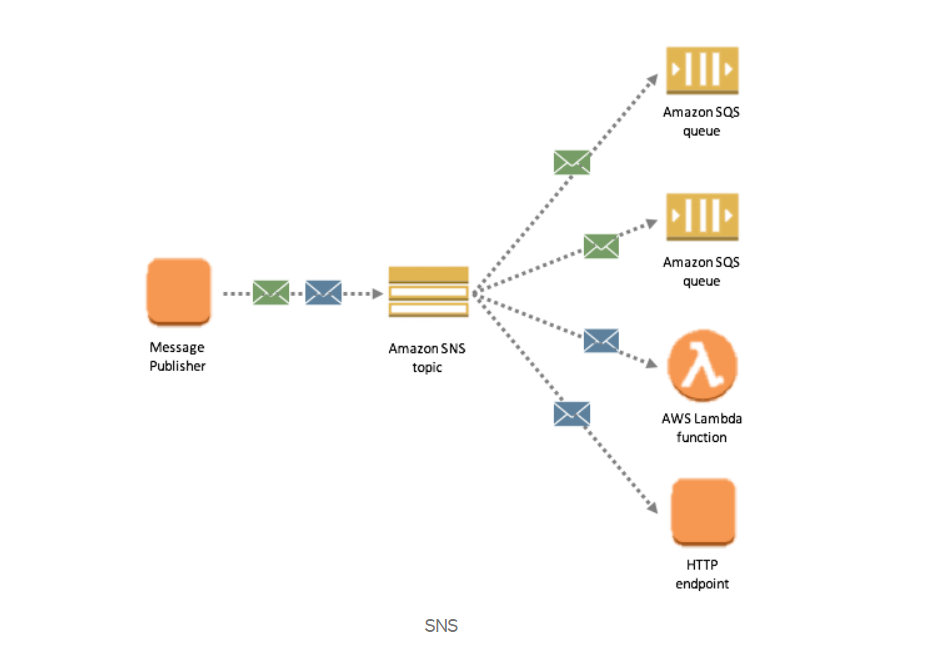 Amazon SQS
queue
Amazon SQS
queue
Message
Publisher
Amazon SNS
topic
AWS Lambda
function
HTTP
endpoint
SNS